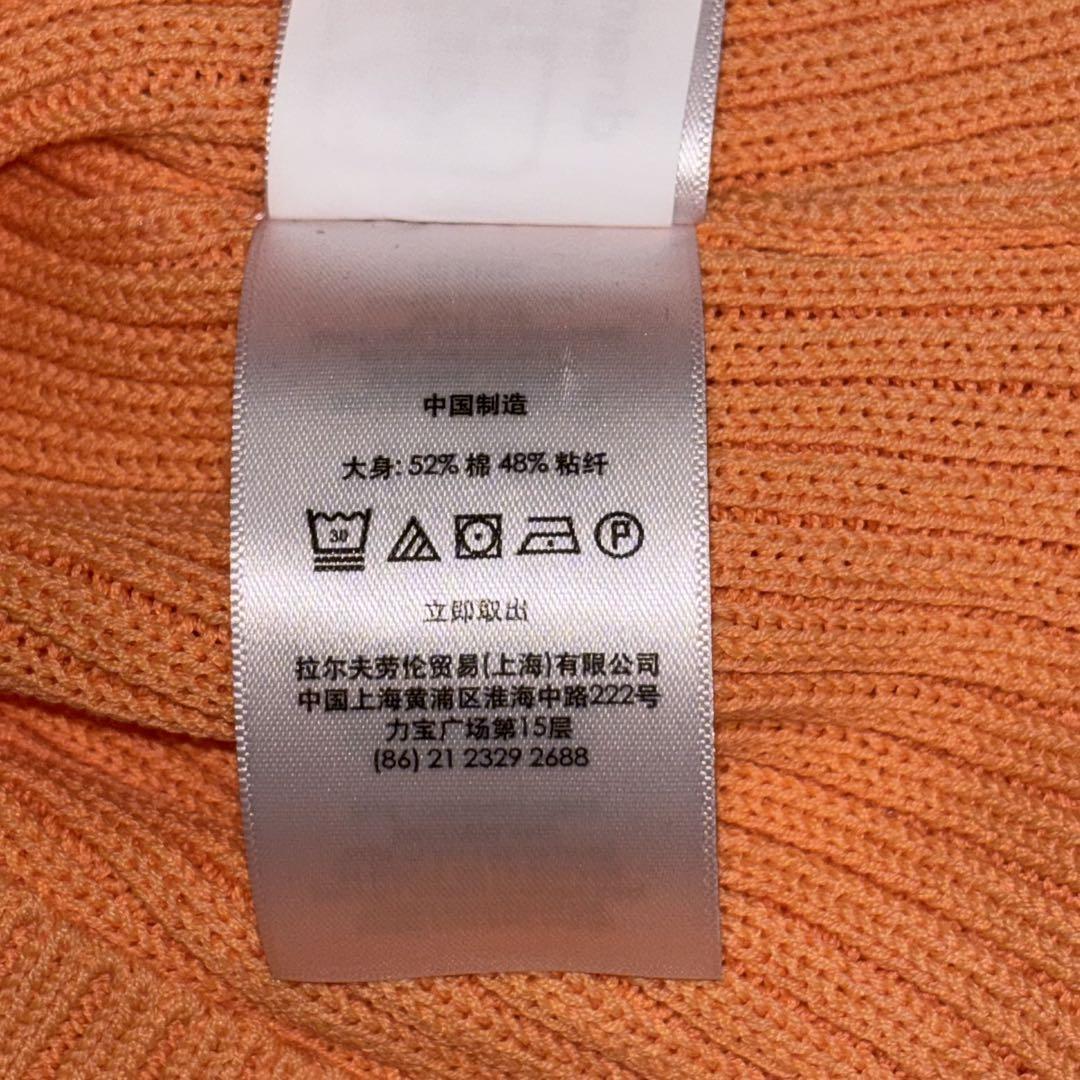 中国制造
大身: 52% 棉 48% 粘纤
30 P
立即取出
拉尔夫劳伦贸易(上海)有限公司
中国上海黄浦区淮海中路222号
力宝广场第15层
(86) 21 2329 2688